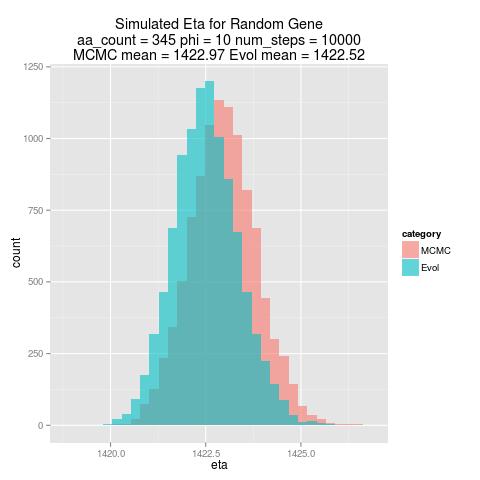 Simulated Eta for Random Gene
aa_count = 345 phi = 10 num_steps = 10000
MCMC mean = 1422.97 Evol mean = 1422.52
1250
1000
750
500
250
0
count
1420.0
1422.5
1425.0
eta
category
MCMC
Evol